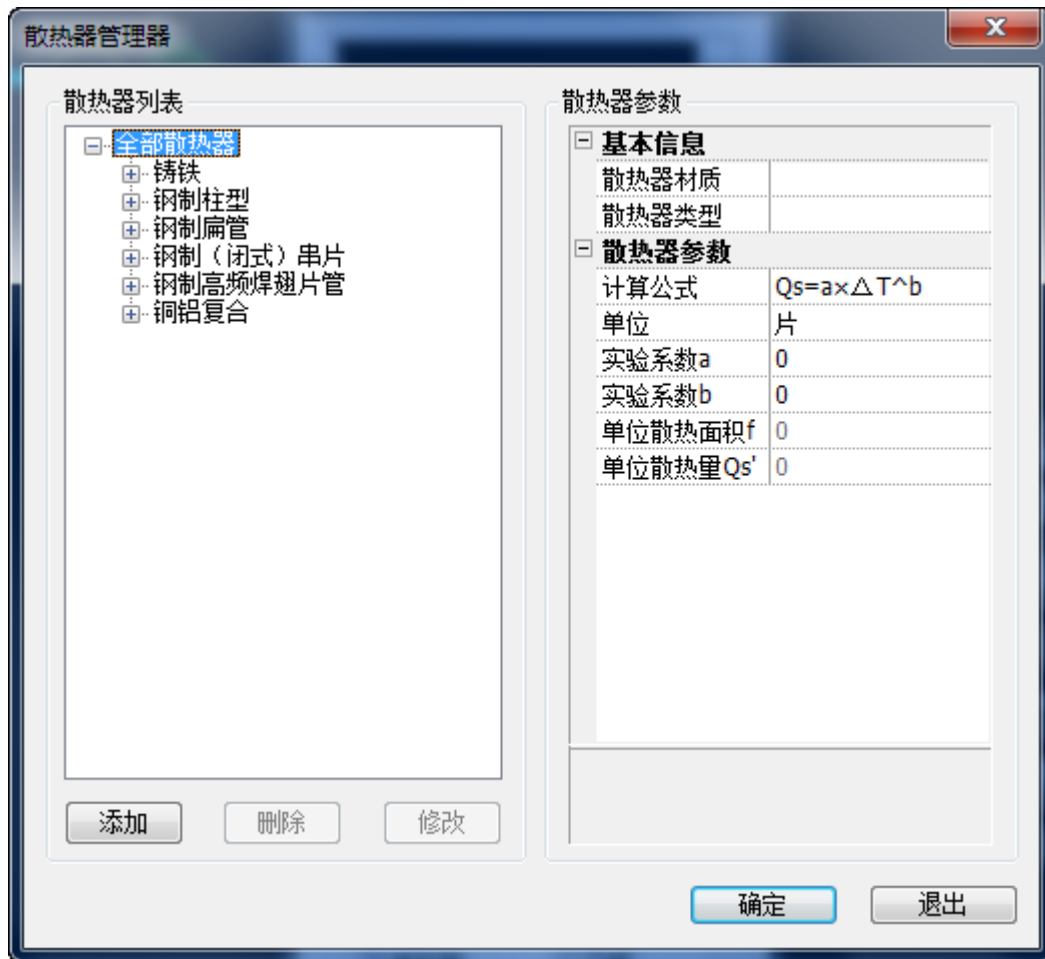 散热器管理器
散热器列表
全部散热器
铸铁
钢制柱型
钢制扁管
钢制（闭式）串片
钢制高频焊翅片管
铜铝复合
添加
删除
修改
散热器参数
基本信息
散热器材质
散热器类型
散热器参数
计算公式 Qs=a×△T^b
单位 片
实验系数a 0
实验系数b 0
单位散热面积f 0
单位散热量Qs' 0
确定
退出